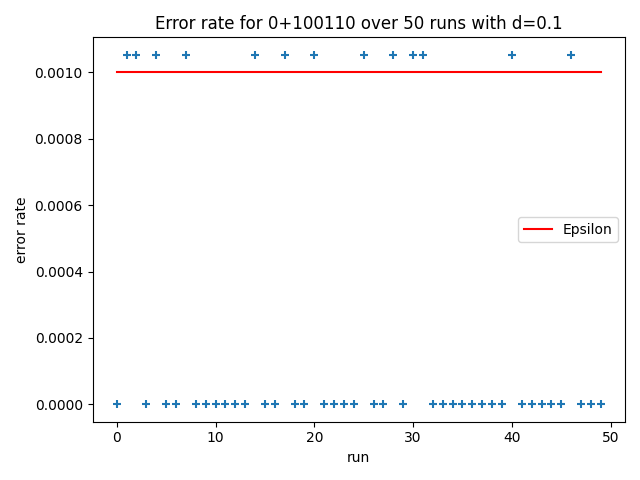 Error rate for 0+100110 over 50 runs with d=0.1
error rate
0.0010
0.0008
0.0006
0.0004
0.0002
0.0000
Epsilon
0 10 20 30 40 50
run